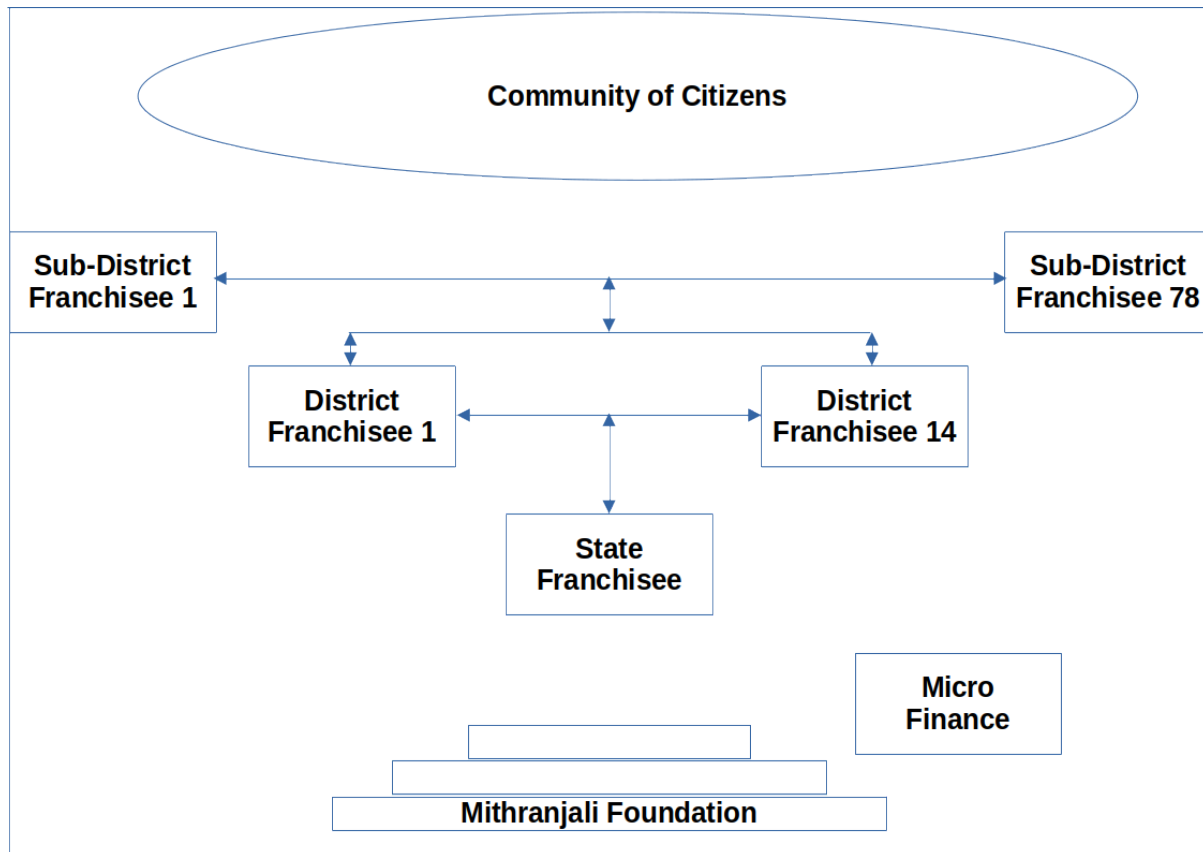 Community of Citizens
Sub-District
Franchisee 1
Sub-District
Franchisee 78
District
Franchisee 1
District
Franchisee 14
State
Franchisee
Micro
Finance
Mithranjali Foundation